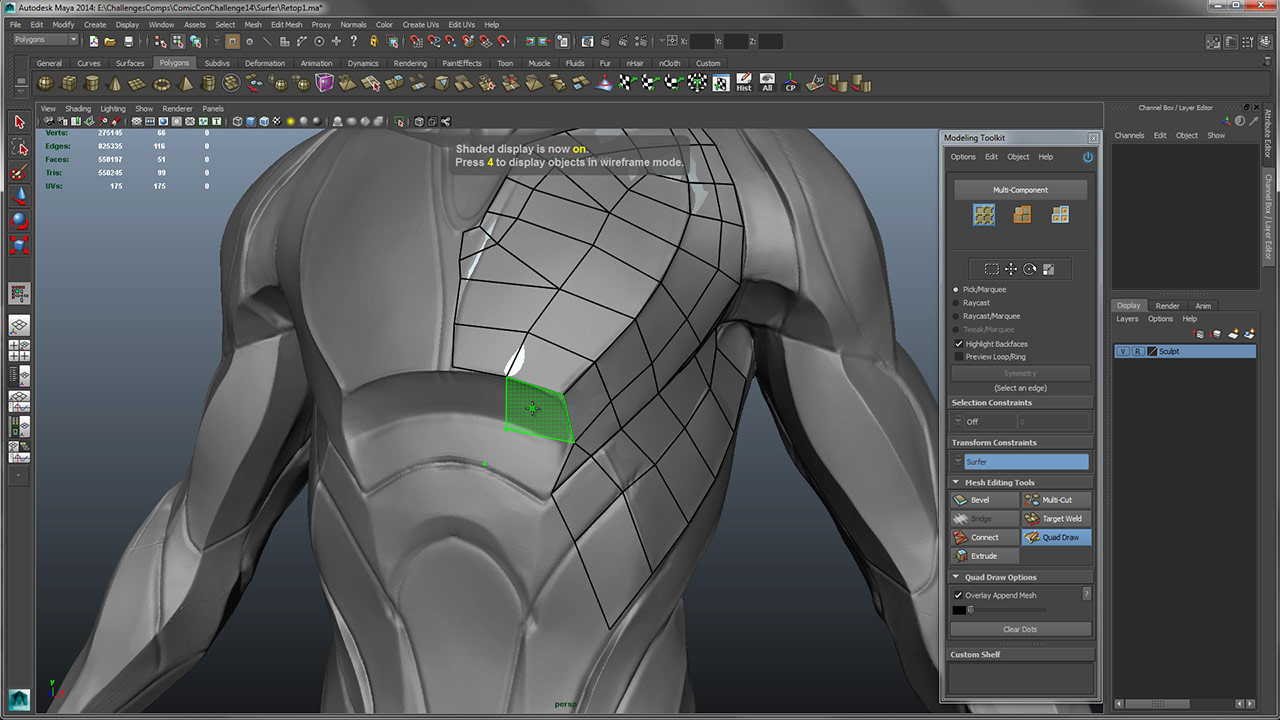 Autodesk Maya 2014: E:\ChallengesComps\ComicConChallenge14\Surfer\Retop1.ma*
File Edit Modify Create Display Window Assets Select Mesh Edit Mesh Proxy Normals Color Create UVs Edit UVs Help
Polygons X: Y: Z:
General Curves Surfaces Polygons Subdivs Deformation Animation Dynamics Rendering PaintEffects Toon Muscle Fluids Fur nHair nCloth Custom
Hist All CP
View Shading Lighting Show Renderer Panels
Verts: 275145 66 0
Edges: 825335 116 0
Faces: 550197 51 0
Tris: 550245 99 0
UVs: 175 175 0
Shaded display is now on.
Press 4 to display objects in wireframe mode.
persp
y
Modeling Toolkit
Options Edit Object Help
Multi-Component
Pick/Marquee
Raycast
Raycast/Marquee
Tweak/Marquee
Highlight Backfaces
Preview Loop/Ring
Symmetry
(Select an edge)
Selection Constraints
Off 0
Transform Constraints
Surfer
Mesh Editing Tools
Bevel Multi-Cut
Bridge Target Weld
Connect Quad Draw
Extrude
Quad Draw Options
Overlay Append Mesh ?
Clear Dots
Custom Shelf
Channel Box / Layer Editor
Channels Edit Object Show
Display Render Anim
Layers Options Help
V R Sculpt
Attribute Editor
Channel Box / Layer Editor